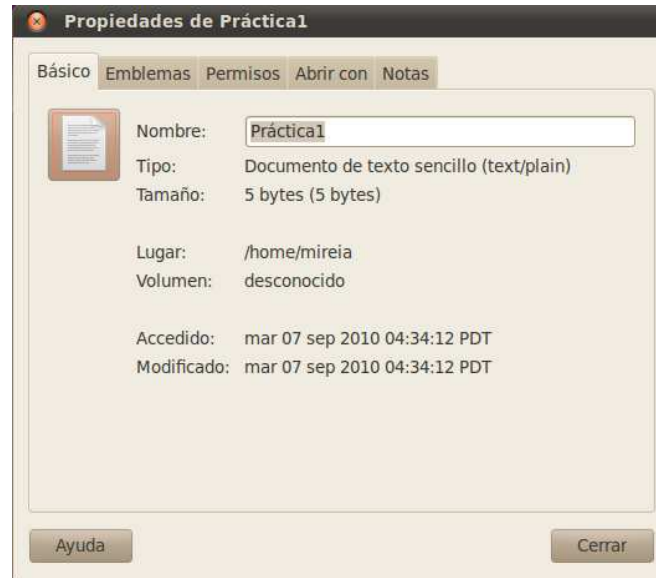 Propiedades de Práctica1
Básico Emblemas Permisos Abrir con Notas
Nombre: Práctica1
Tipo: Documento de texto sencillo (text/plain)
Tamaño: 5 bytes (5 bytes)
Lugar: /home/mireia
Volumen: desconocido
Accedido: mar 07 sep 2010 04:34:12 PDT
Modificado: mar 07 sep 2010 04:34:12 PDT
Ayuda Cerrar